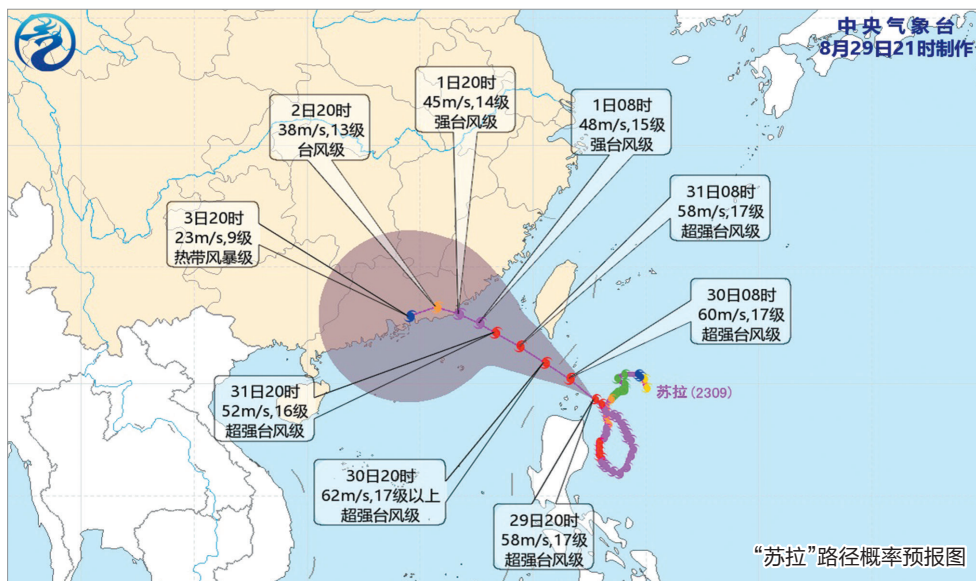 中央气象台
8月29日21时制作
1日20时
45m/s,14级
强台风级
2日20时
38m/s,13级
台风级
1日08时
48m/s,15级
强台风级
31日08时
58m/s,17级
超强台风级
3日20时
23m/s,9级
热带风暴级
30日08时
60m/s,17级
超强台风级
苏拉(2309)
31日20时
52m/s,16级
超强台风级
30日20时
62m/s,17级以上
超强台风级
29日20时
58m/s,17级
超强台风级
“苏拉”路径概率预报图